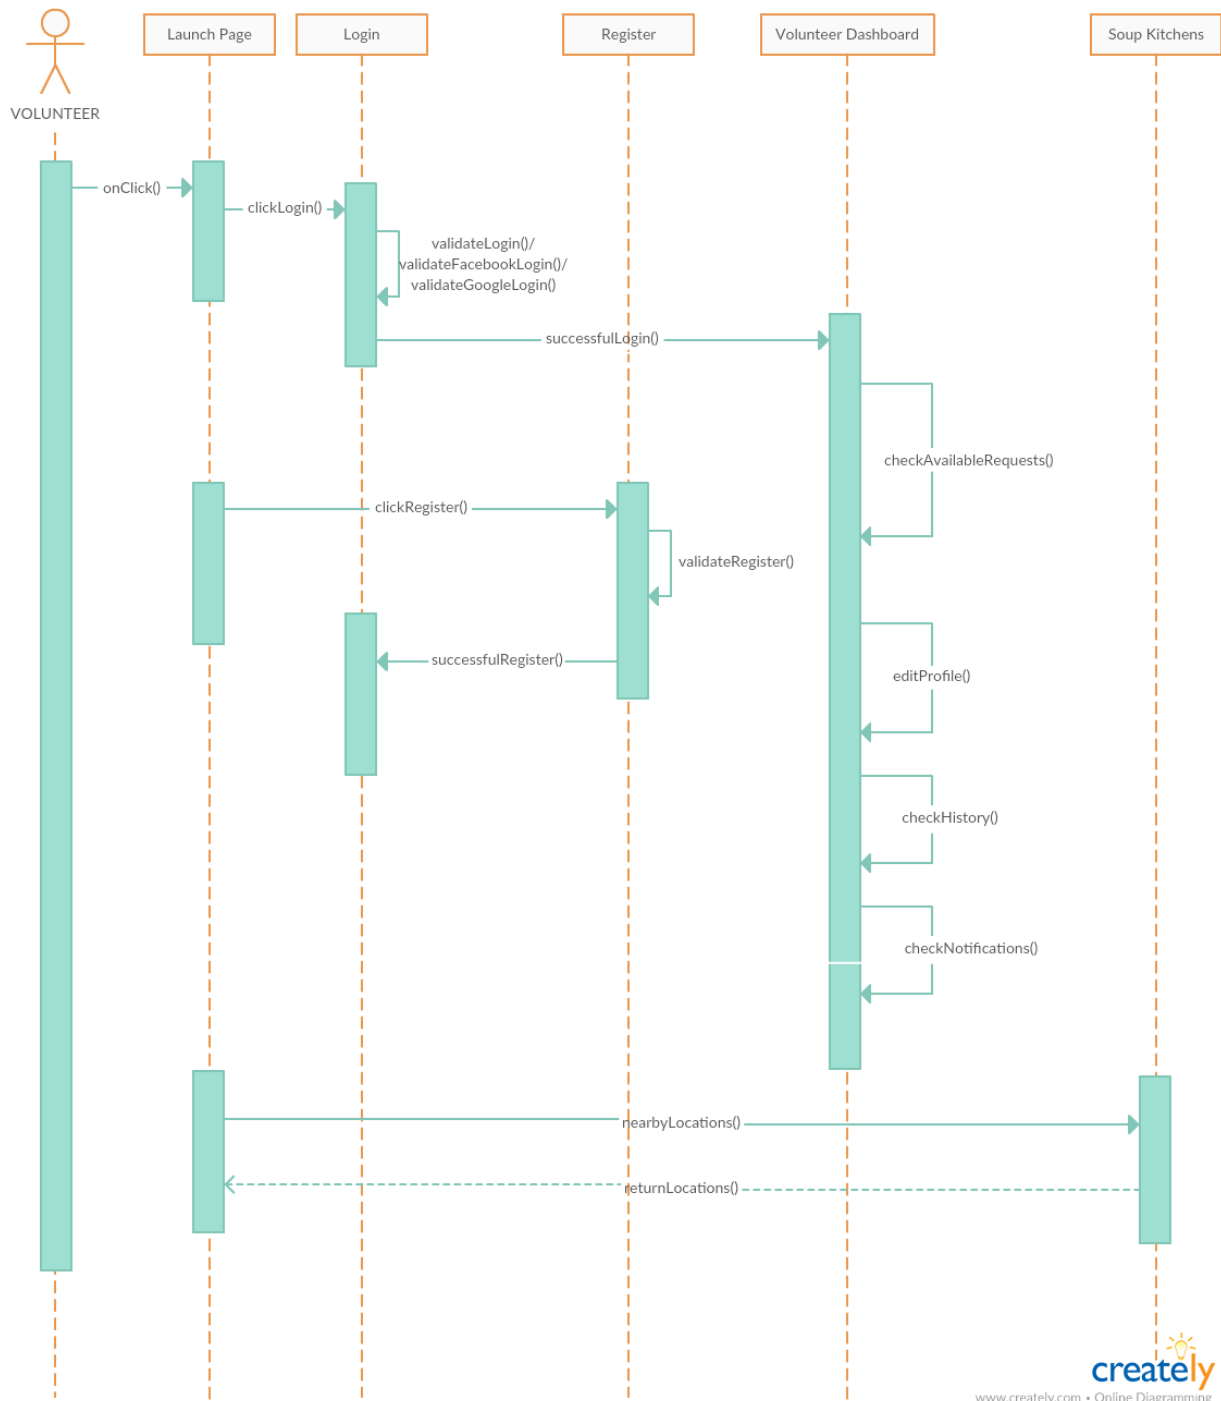 Launch Page
Login
Register
Volunteer Dashboard
Soup Kitchens
VOLUNTEER
onClick()
clickLogin()
validateLogin()/
validateFacebookLogin()/
validateGoogleLogin()
successfulLogin()
checkAvailableRequests()
clickRegister()
validateRegister()
successfulRegister()
editProfile()
checkHistory()
checkNotifications()
nearbyLocations()
returnLocations()
creately
www.creately.com • Online Diagramming